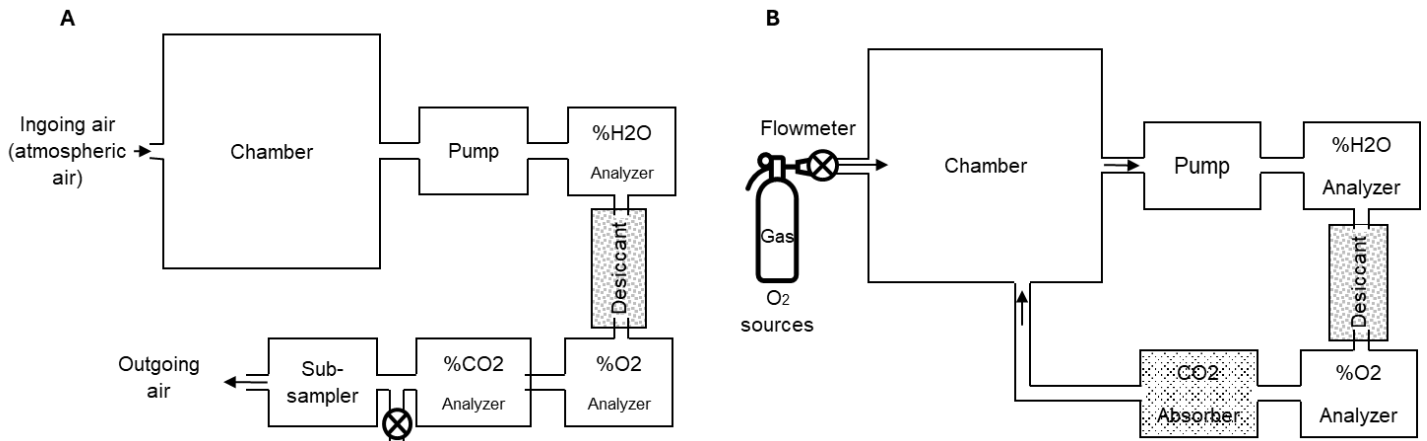 A
Ingoing air
(atmospheric
air)
Chamber
Pump
%H2O
Analyzer
Desiccant
%O2
Analyzer
%CO2
Analyzer
Sub-
sampler
Outgoing
air
B
Flowmeter
Gas
O2
sources
Chamber
Pump
%H2O
Analyzer
Desiccant
%O2
Analyzer
CO2
Absorber